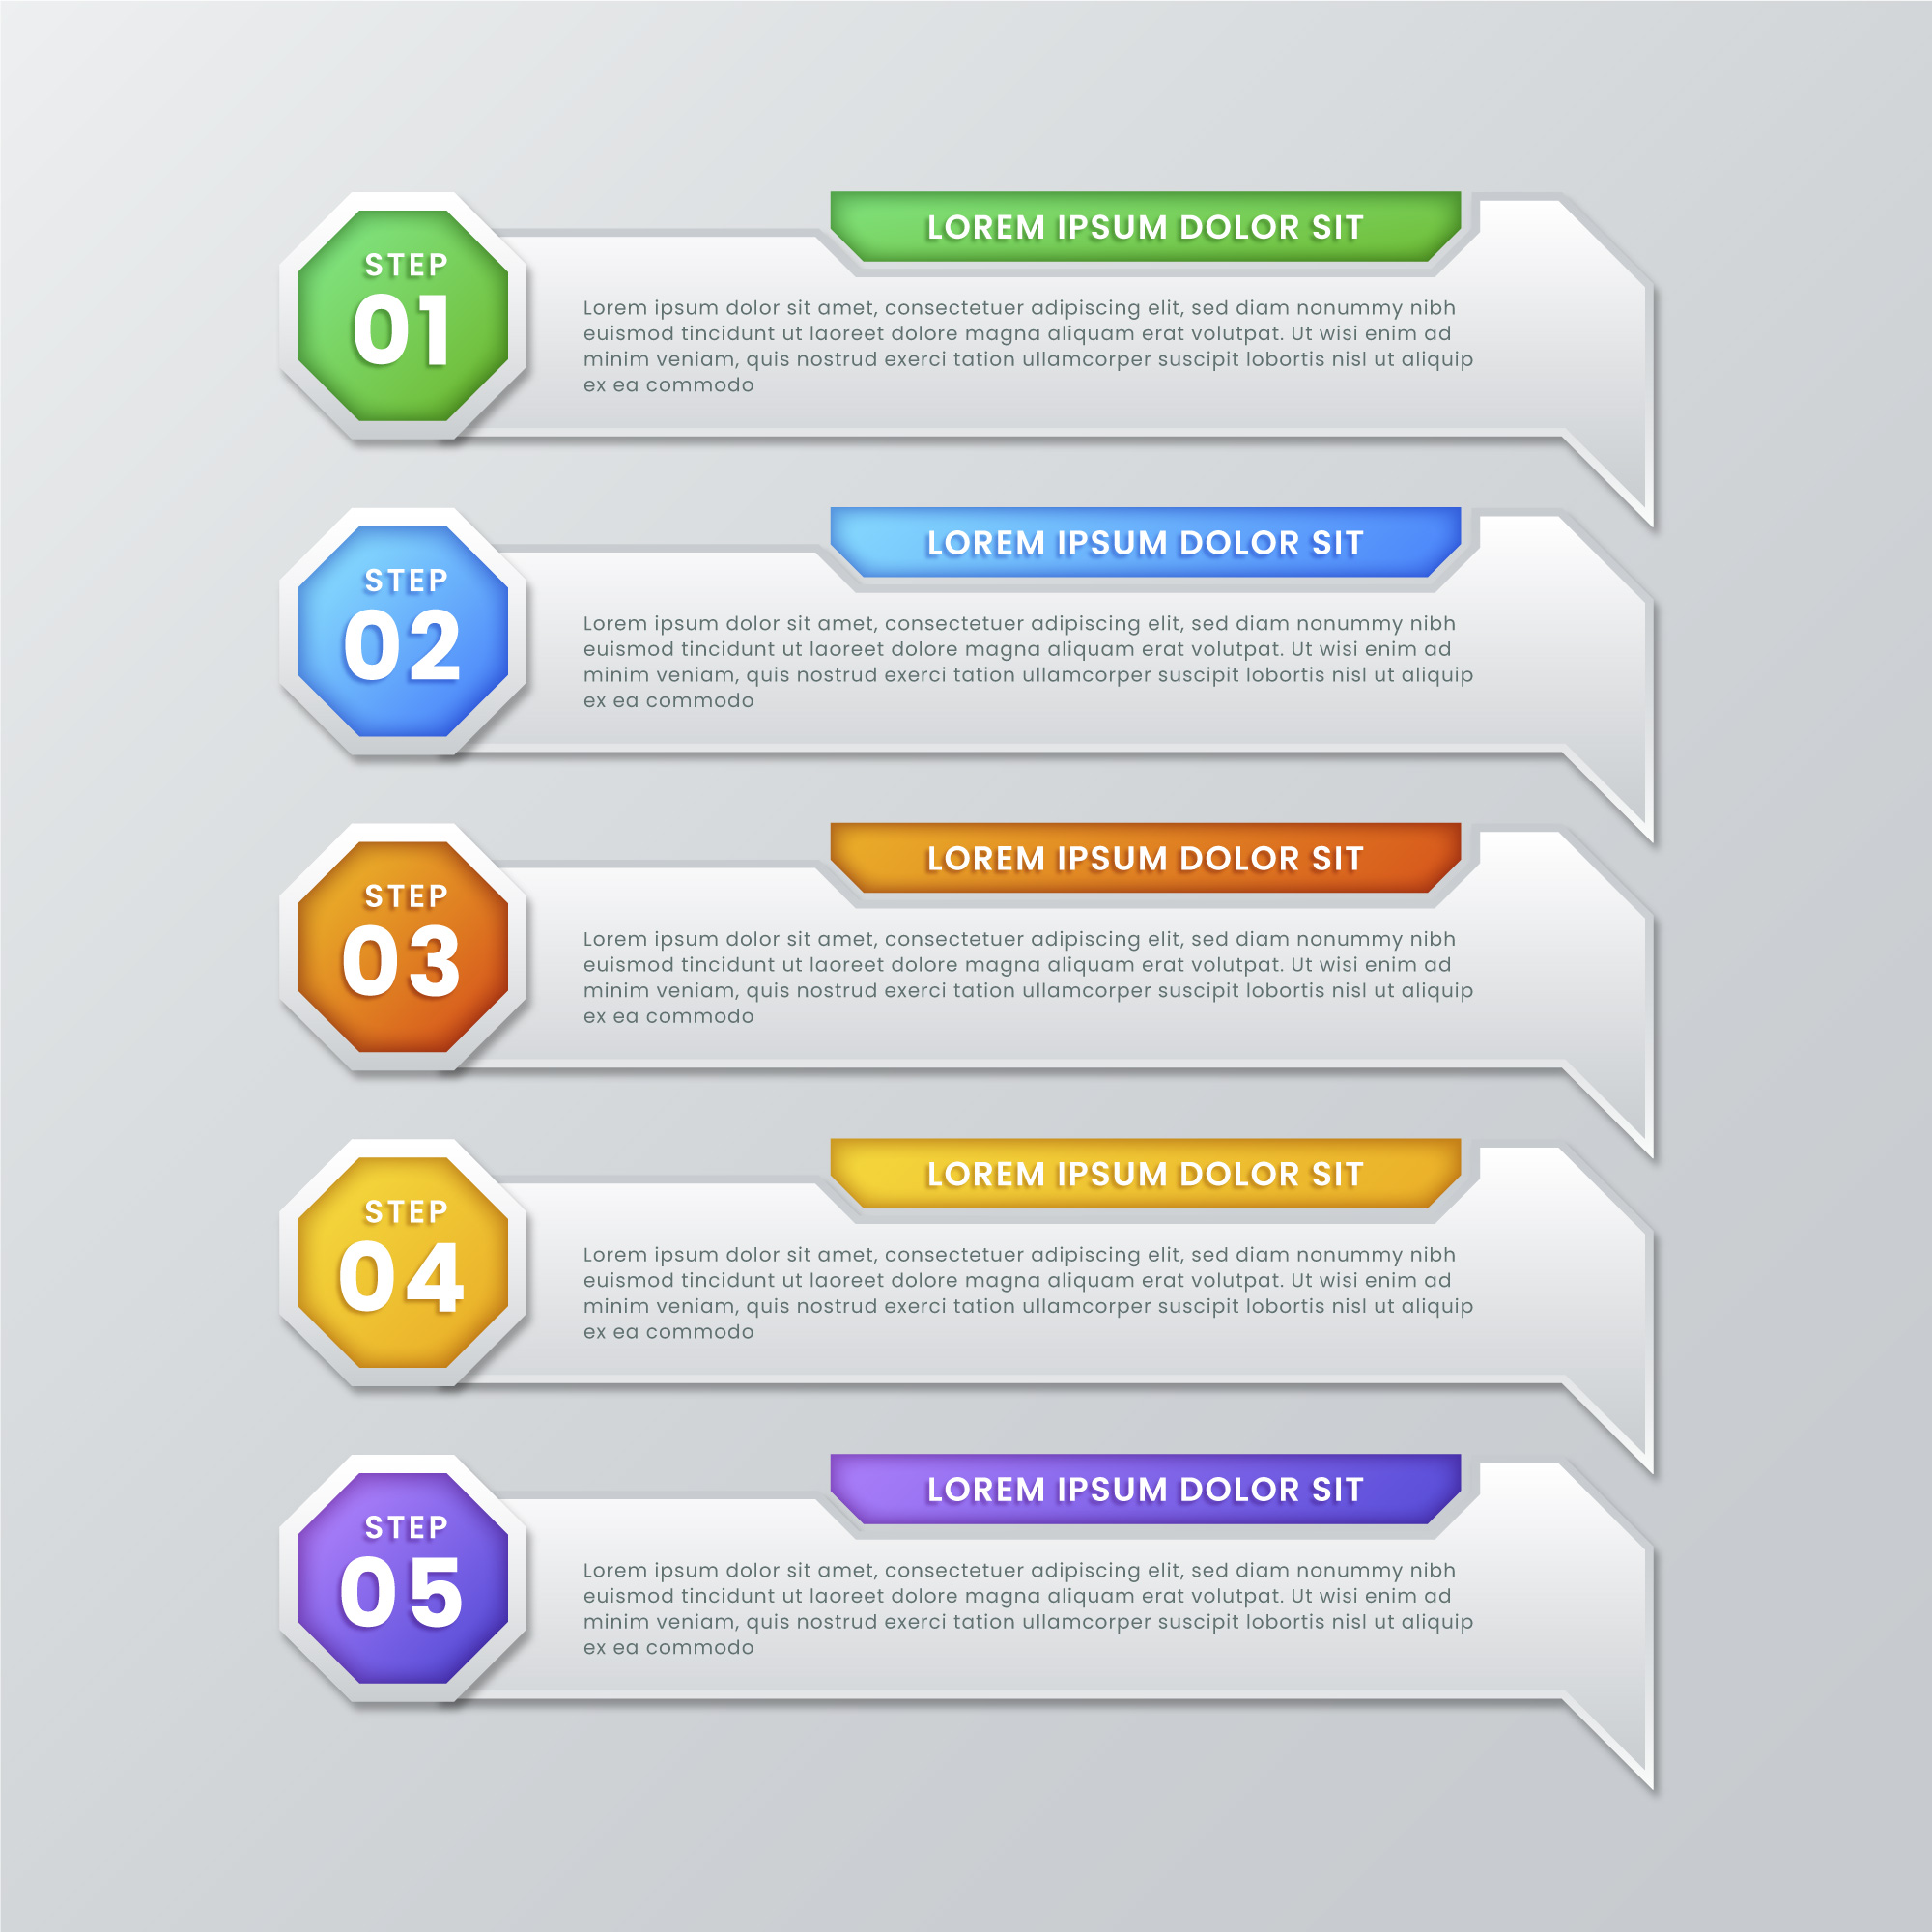 STEP
01
LOREM IPSUM DOLOR SIT
Lorem ipsum dolor sit amet, consectetuer adipiscing elit, sed diam nonummy nibh
euismod tincidunt ut laoreet dolore magna aliquam erat volutpat. Ut wisi enim ad
minim veniam, quis nostrud exerci tation ullamcorper suscipit lobortis nisl ut aliquip
ex ea commodo
STEP
02
LOREM IPSUM DOLOR SIT
Lorem ipsum dolor sit amet, consectetuer adipiscing elit, sed diam nonummy nibh
euismod tincidunt ut laoreet dolore magna aliquam erat volutpat. Ut wisi enim ad
minim veniam, quis nostrud exerci tation ullamcorper suscipit lobortis nisl ut aliquip
ex ea commodo
STEP
03
LOREM IPSUM DOLOR SIT
Lorem ipsum dolor sit amet, consectetuer adipiscing elit, sed diam nonummy nibh
euismod tincidunt ut laoreet dolore magna aliquam erat volutpat. Ut wisi enim ad
minim veniam, quis nostrud exerci tation ullamcorper suscipit lobortis nisl ut aliquip
ex ea commodo
STEP
04
LOREM IPSUM DOLOR SIT
Lorem ipsum dolor sit amet, consectetuer adipiscing elit, sed diam nonummy nibh
euismod tincidunt ut laoreet dolore magna aliquam erat volutpat. Ut wisi enim ad
minim veniam, quis nostrud exerci tation ullamcorper suscipit lobortis nisl ut aliquip
ex ea commodo
STEP
05
LOREM IPSUM DOLOR SIT
Lorem ipsum dolor sit amet, consectetuer adipiscing elit, sed diam nonummy nibh
euismod tincidunt ut laoreet dolore magna aliquam erat volutpat. Ut wisi enim ad
minim veniam, quis nostrud exerci tation ullamcorper suscipit lobortis nisl ut aliquip
ex ea commodo